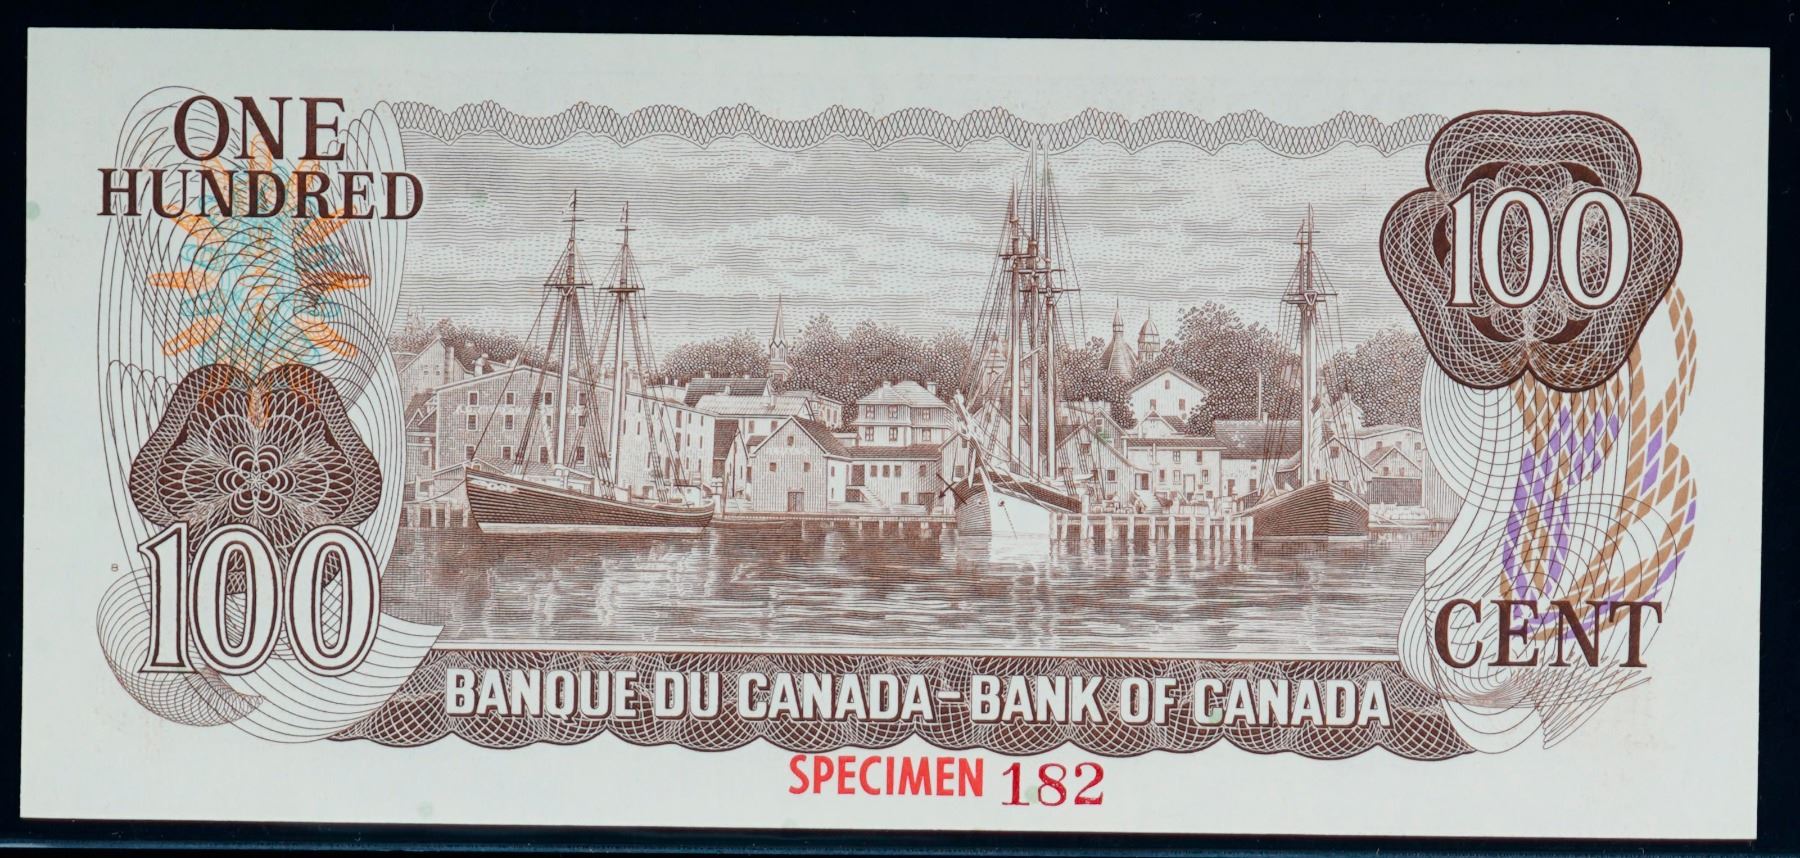 ONE
HUNDRED
100
100
CENT
BANQUE DU CANADA-BANK OF CANADA
SPECIMEN 182